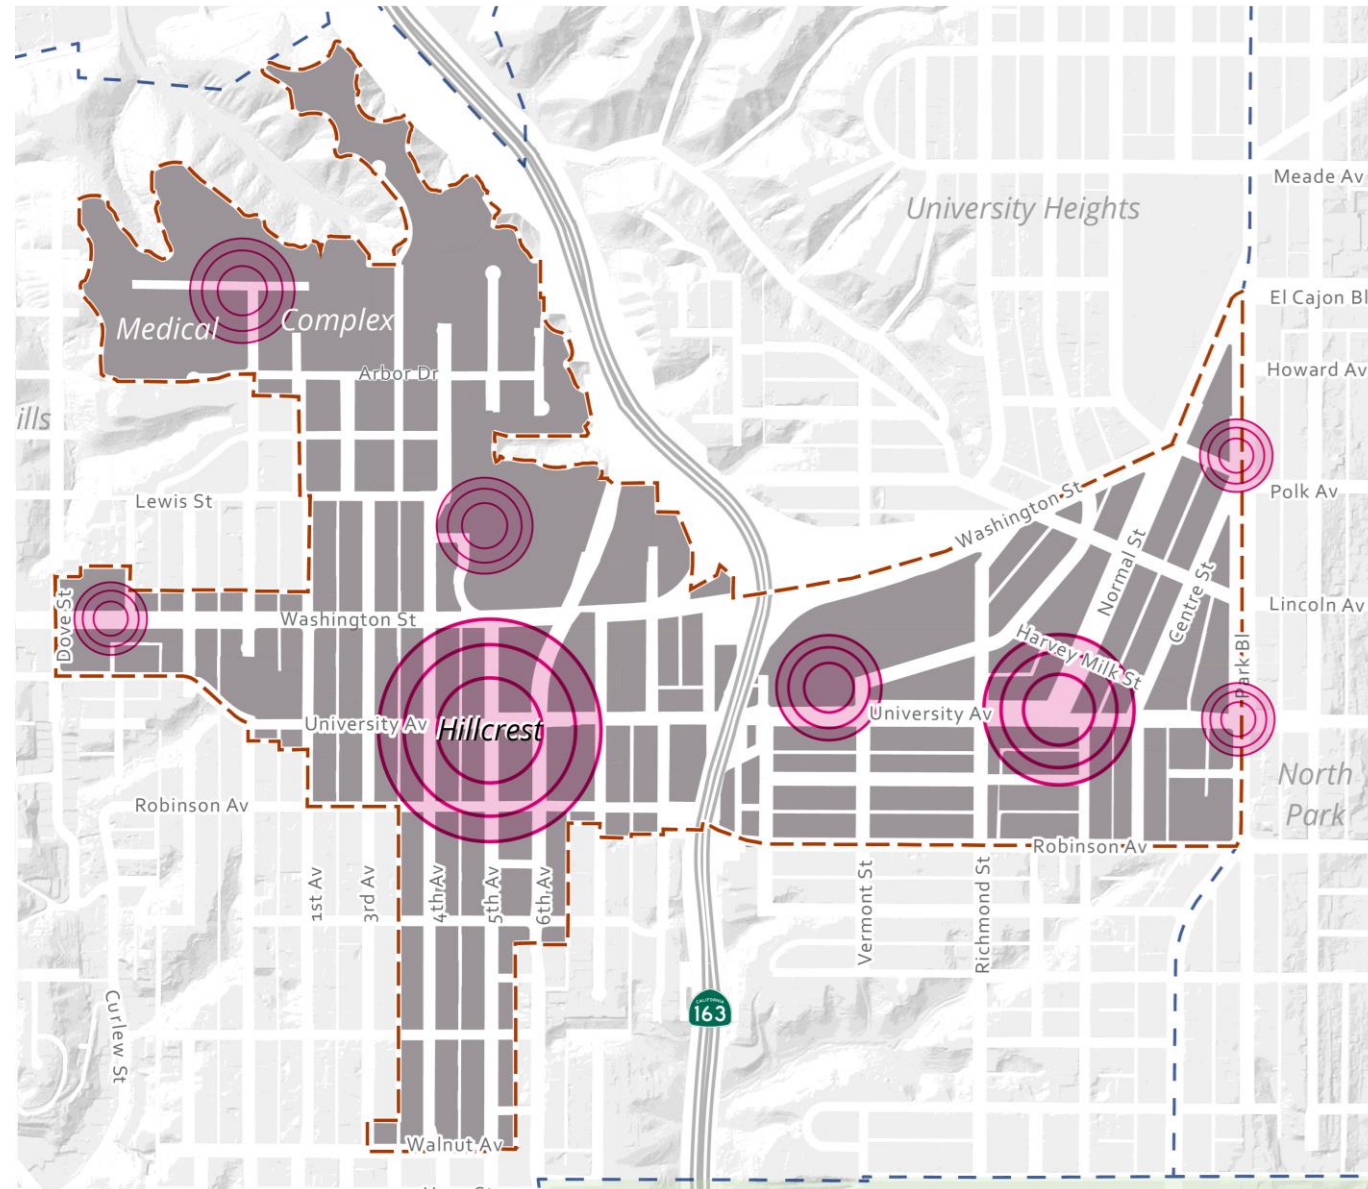 Meade Av
University Heights
El Cajon Bl
Medical
Complex
Howard Av
Arbor Dr
ills
Lewis St
Polk Av
Washington St
Normal St
Centre St
Lincoln Av
Dove St
Washington St
Harvey Milk St
Park Bl
University Av
Hillcrest
University Av
North
Park
Robinson Av
Robinson Av
1st Av
3rd Av
4th Av
5th Av
6th Av
Vermont St
Richmond St
CALIFORNIA
163
Curlew St
Walnut Av